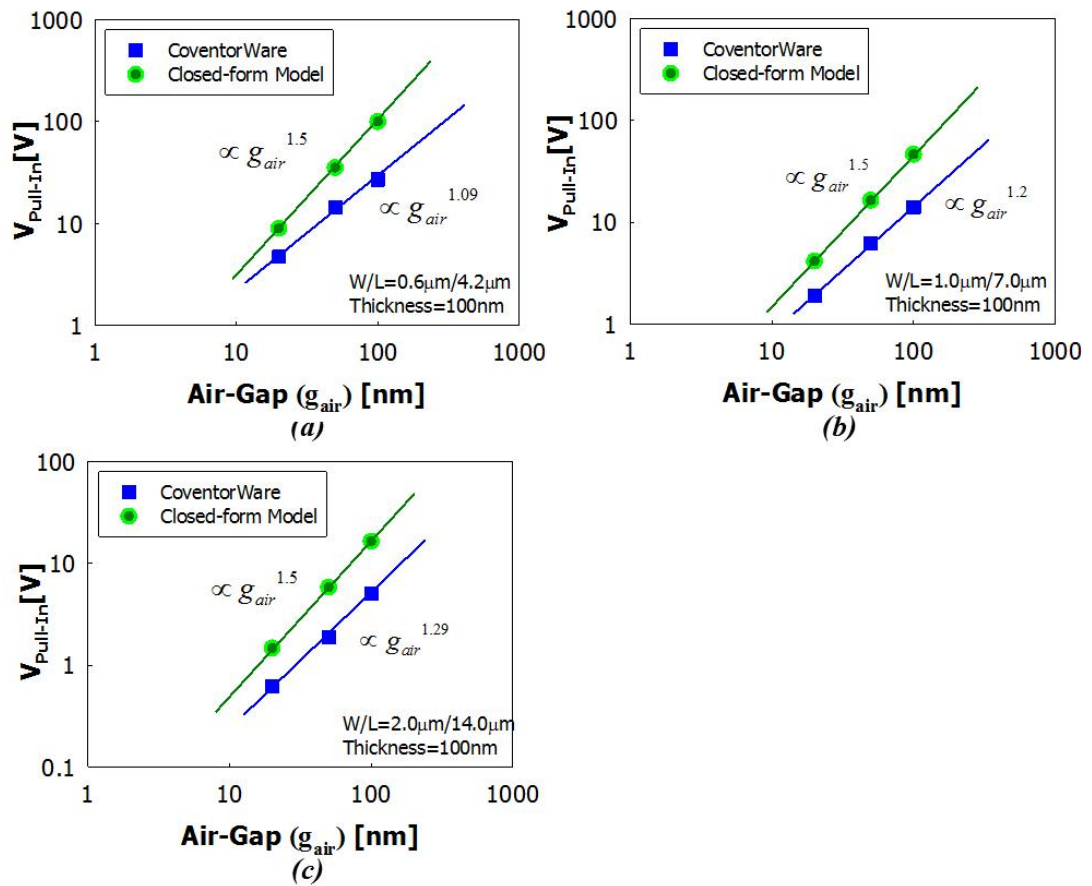 1000
100
10
1
V_Pull-In[V]
CoventorWare
Closed-form Model
∝ g_air^1.5
∝ g_air^1.09
W/L=0.6µm/4.2µm
Thickness=100nm
1 10 100 1000
Air-Gap (g_air) [nm]
(a)
1000
100
10
1
V_Pull-In[V]
CoventorWare
Closed-form Model
∝ g_air^1.5
∝ g_air^1.2
W/L=1.0µm/7.0µm
Thickness=100nm
1 10 100 1000
Air-Gap (g_air) [nm]
(b)
100
10
1
0.1
V_Pull-In[V]
CoventorWare
Closed-form Model
∝ g_air^1.5
∝ g_air^1.29
W/L=2.0µm/14.0µm
Thickness=100nm
1 10 100 1000
Air-Gap (g_air) [nm]
(c)